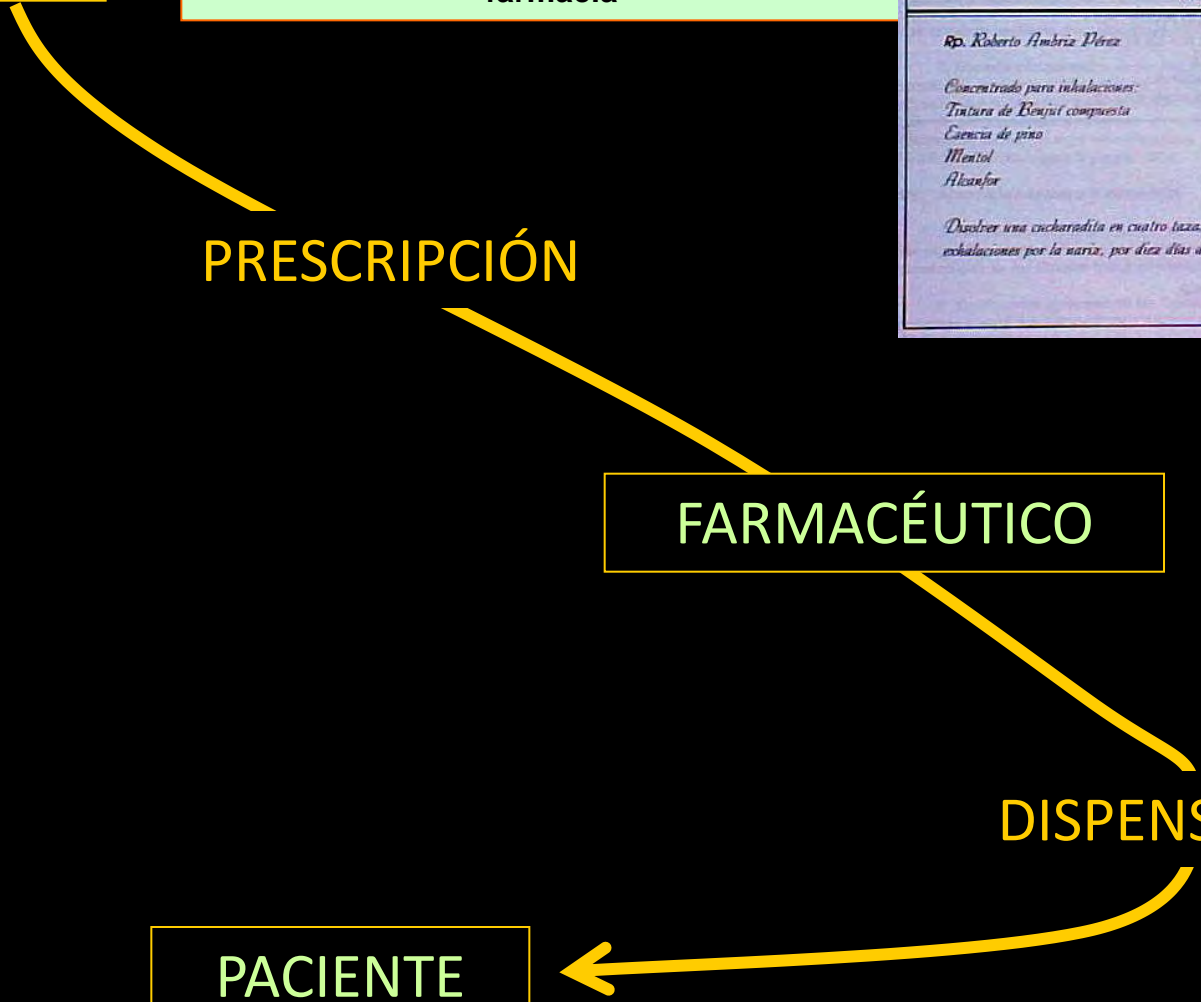 farmacia
Rp. Roberto Ambriz Pérez
Concentrado para inhalaciones:
Tintura de Benjuí compuesta
Esencia de pino
Mentol
Alcanfor
Disolver una cucharadita en cuatro taza
exhalaciones por la nariz, por diez días
PRESCRIPCIÓN
FARMACÉUTICO
DISPENS
PACIENTE